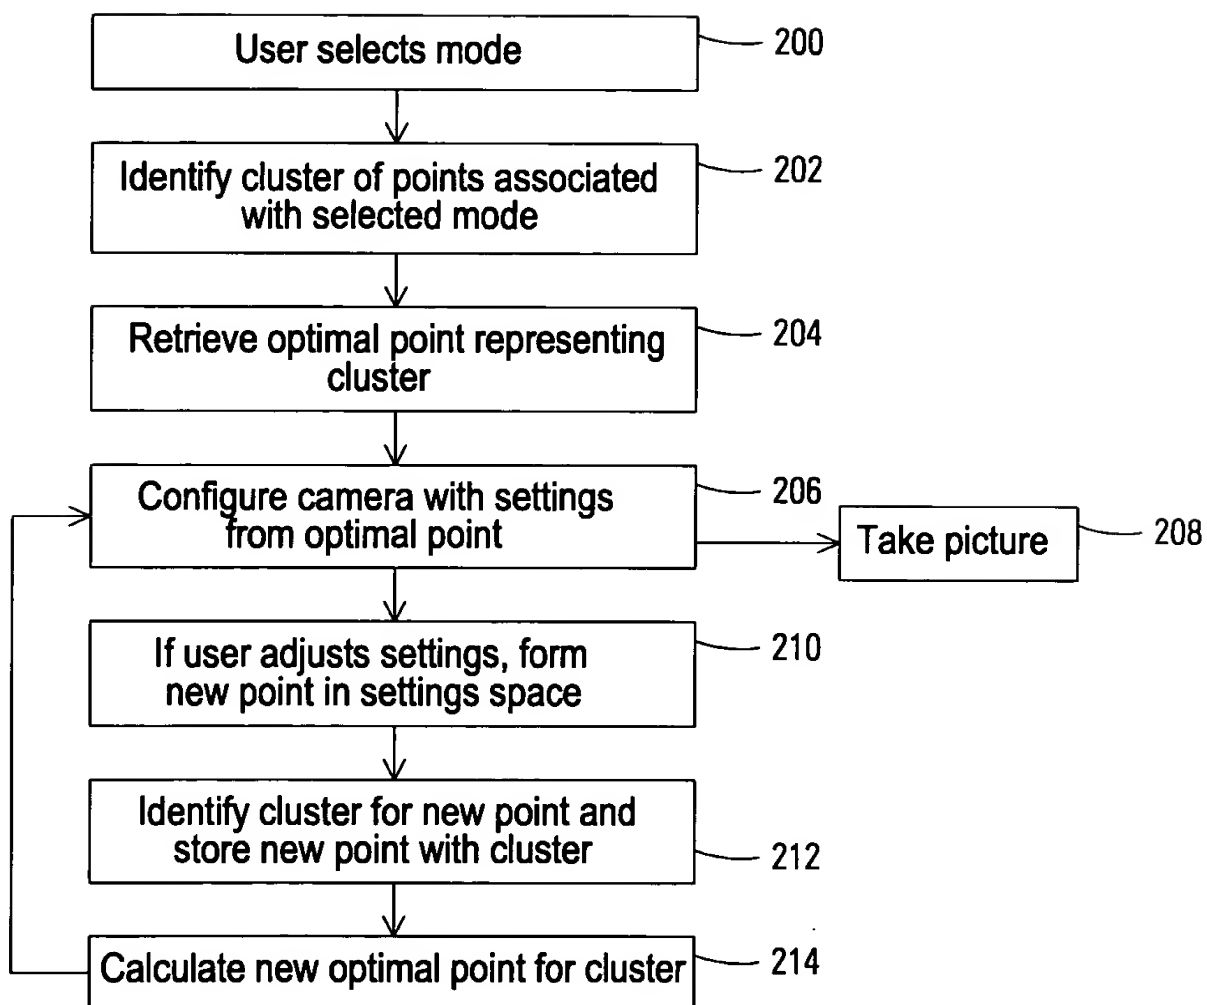 User selects mode
200
Identify cluster of points associated
with selected mode
202
Retrieve optimal point representing
cluster
204
Configure camera with settings
from optimal point
206
Take picture
208
If user adjusts settings, form
new point in settings space
210
Identify cluster for new point and
store new point with cluster
212
Calculate new optimal point for cluster
214